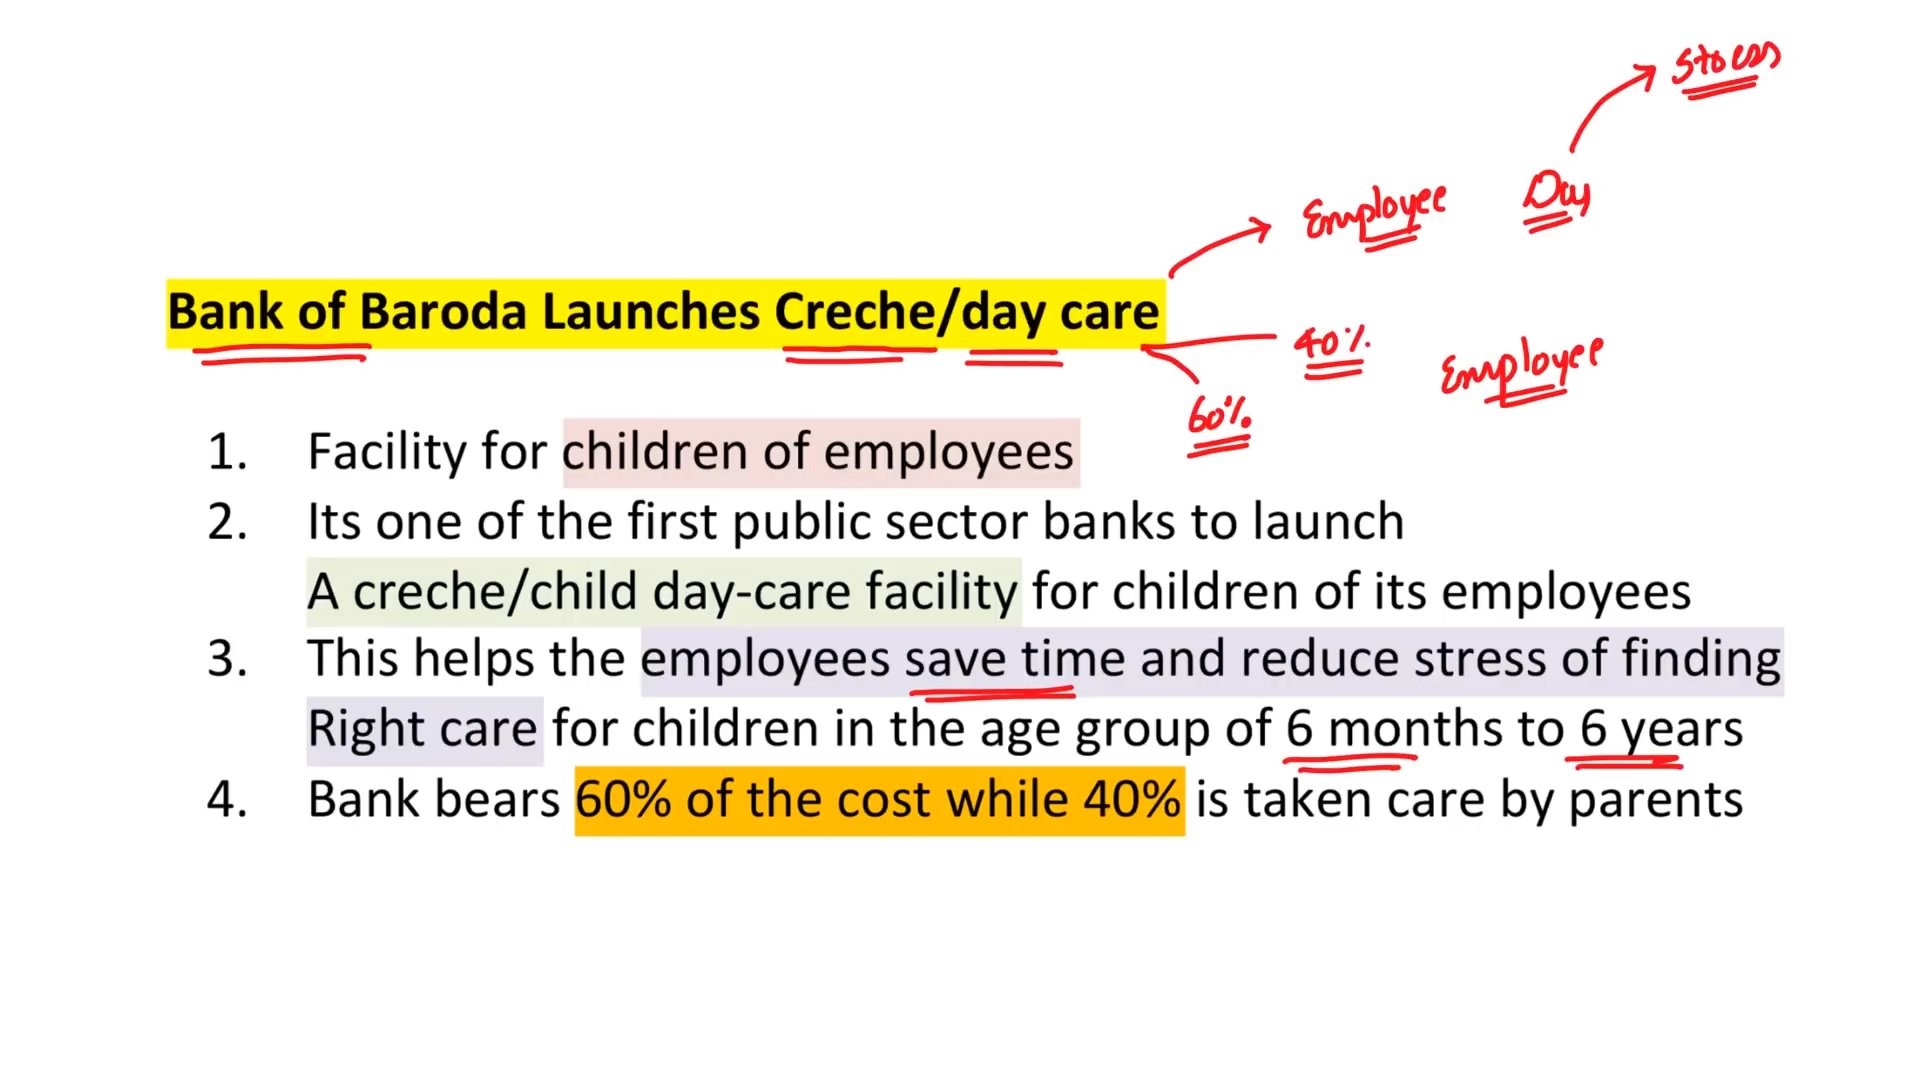 Stress
Employee Day
Bank of Baroda Launches Creche/day care
40% Employee
60%
1. Facility for children of employees
2. Its one of the first public sector banks to launch
A creche/child day-care facility for children of its employees
3. This helps the employees save time and reduce stress of finding
Right care for children in the age group of 6 months to 6 years
4. Bank bears 60% of the cost while 40% is taken care by parents